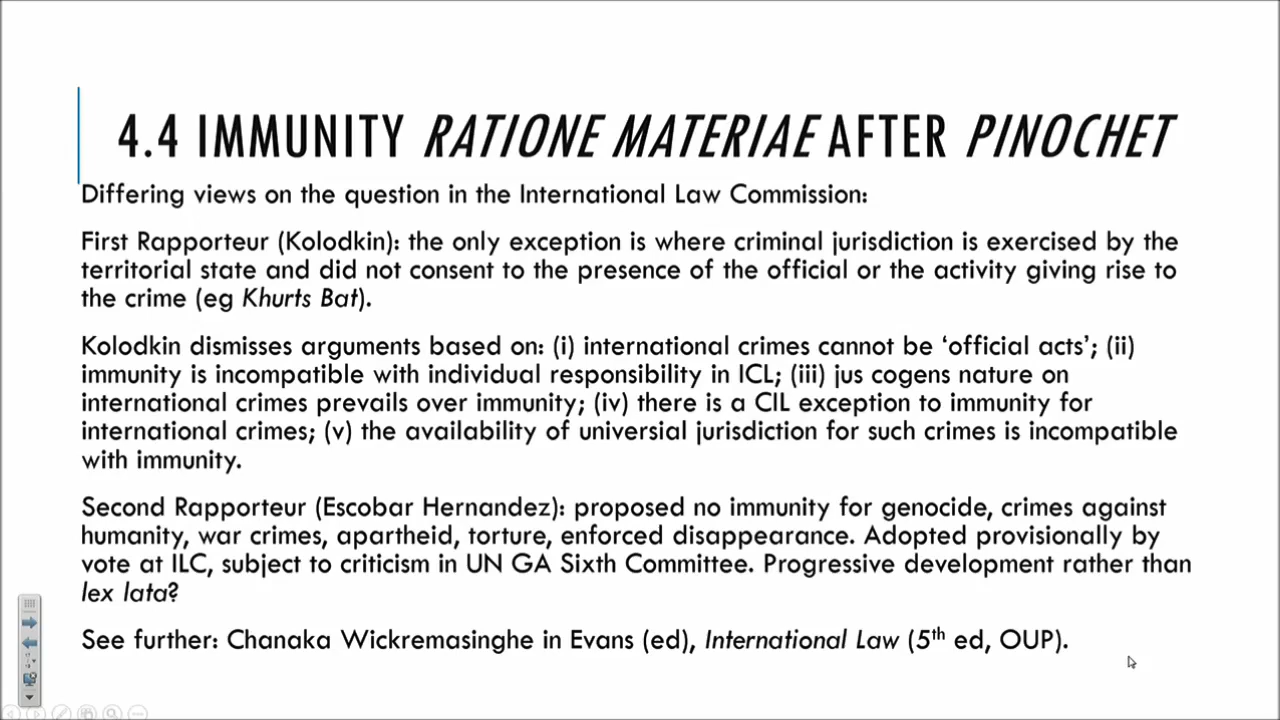 4.4 IMMUNITY RATIONE MATERIAE AFTER PINOCHET
Differing views on the question in the International Law Commission:
First Rapporteur (Kolodkin): the only exception is where criminal jurisdiction is exercised by the
territorial state and did not consent to the presence of the official or the activity giving rise to
the crime (eg Khurts Bat).
Kolodkin dismisses arguments based on: (i) international crimes cannot be ‘official acts’; (ii)
immunity is incompatible with individual responsibility in ICL; (iii) jus cogens nature on
international crimes prevails over immunity; (iv) there is a CIL exception to immunity for
international crimes; (v) the availability of universial jurisdiction for such crimes is incompatible
with immunity.
Second Rapporteur (Escobar Hernandez): proposed no immunity for genocide, crimes against
humanity, war crimes, apartheid, torture, enforced disappearance. Adopted provisionally by
vote at ILC, subject to criticism in UN GA Sixth Committee. Progressive development rather than
lex lata?
See further: Chanaka Wickremasinghe in Evans (ed), International Law (5th ed, OUP).